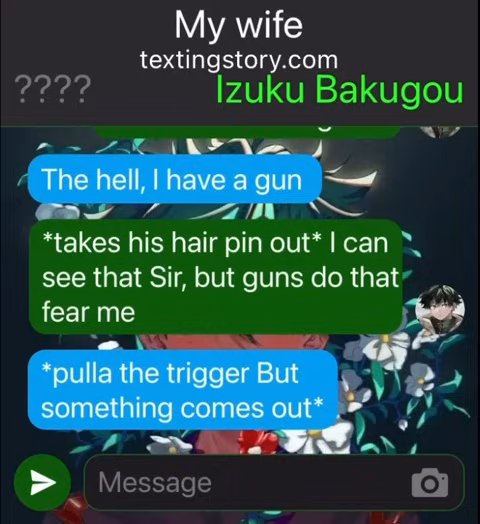 My wife
textingstory.com
???? Izuku Bakugou
The hell, I have a gun
*takes his hair pin out* I can
see that Sir, but guns do that
fear me
*pulla the trigger But
something comes out*
Message